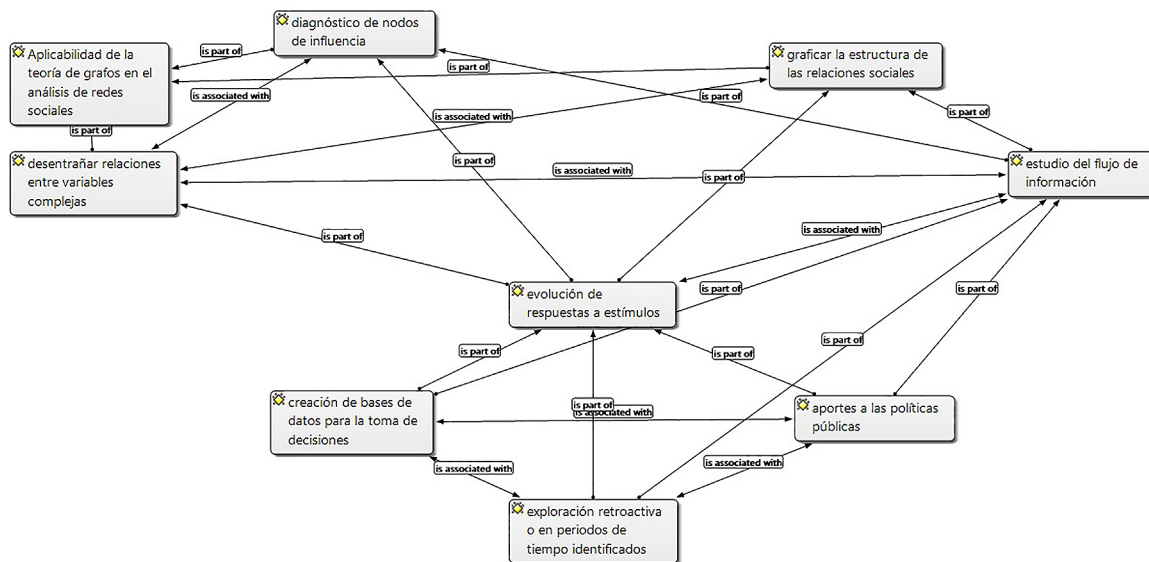 diagnóstico de nodos
de influencia
Aplicabilidad de la
teoría de grafos en el
análisis de redes
sociales
is part of
graficar la estructura de
las relaciones sociales
is part of
is associated with
is part of
is associated with
is part of
is part of
desentrañar relaciones
entre variables
complejas
is part of
is associated with
is part of
estudio del flujo de
información
is part of
is associated with
evolución de
respuestas a estímulos
is part of
is part of
is part of
is part of
is part of
creación de bases de
datos para la toma de
decisiones
is part of
is associated with
aportes a las políticas
públicas
is associated with
is associated with
exploración retroactiva
o en periodos de
tiempo identificados